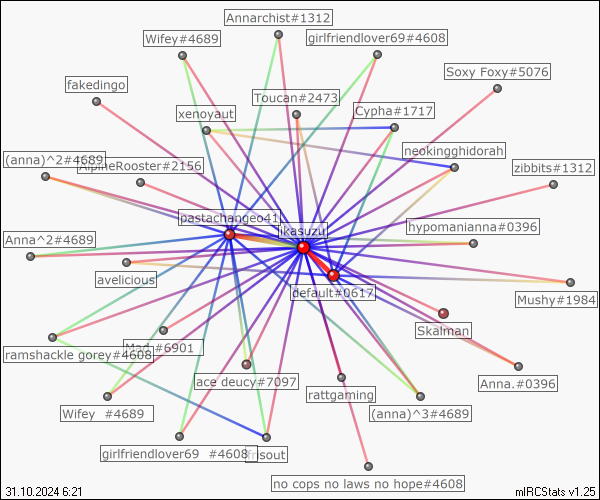 Annarchist#1312
Wifey#4689
girlfriendlover69#4608
Soxy Foxy#5076
fakedingo
Toucan#2473
xenoyaut
Cypha#1717
neokingghidorah
(anna)^2#4689
AlpineRooster#2156
zibbits#1312
pastachangeo41
ikasuzu
hypomanianna#0396
Anna^2#4689
avelicious
default#0617
Mushy#1984
Skalman
ramshackle gorey#4608
Mad #6901
ace deucy#7097
rattgaming
Anna.#0396
Wifey #4689
(anna)^3#4689
girlfriendlover69 #4608
frisout
no cops no laws no hope#4608
31.10.2024 6:21
mIRCStats v1.25